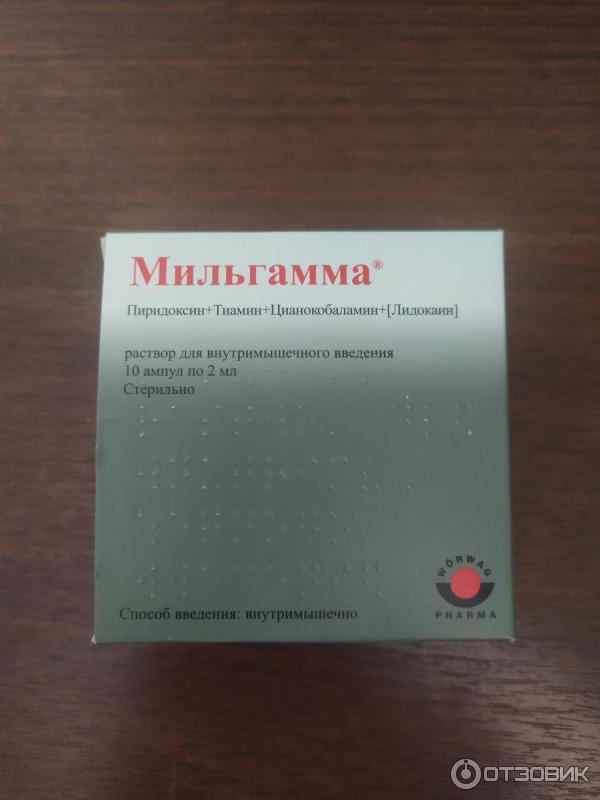 Мильгамма®
Пиридоксин+Тиамин+Цианокобаламин+[Лидокаин]
раствор для внутримышечного введения
10 ампул по 2 мл
Стерильно
WÖRWAG
PHARMA
Способ введения: внутримышечно
ОТЗОВИК